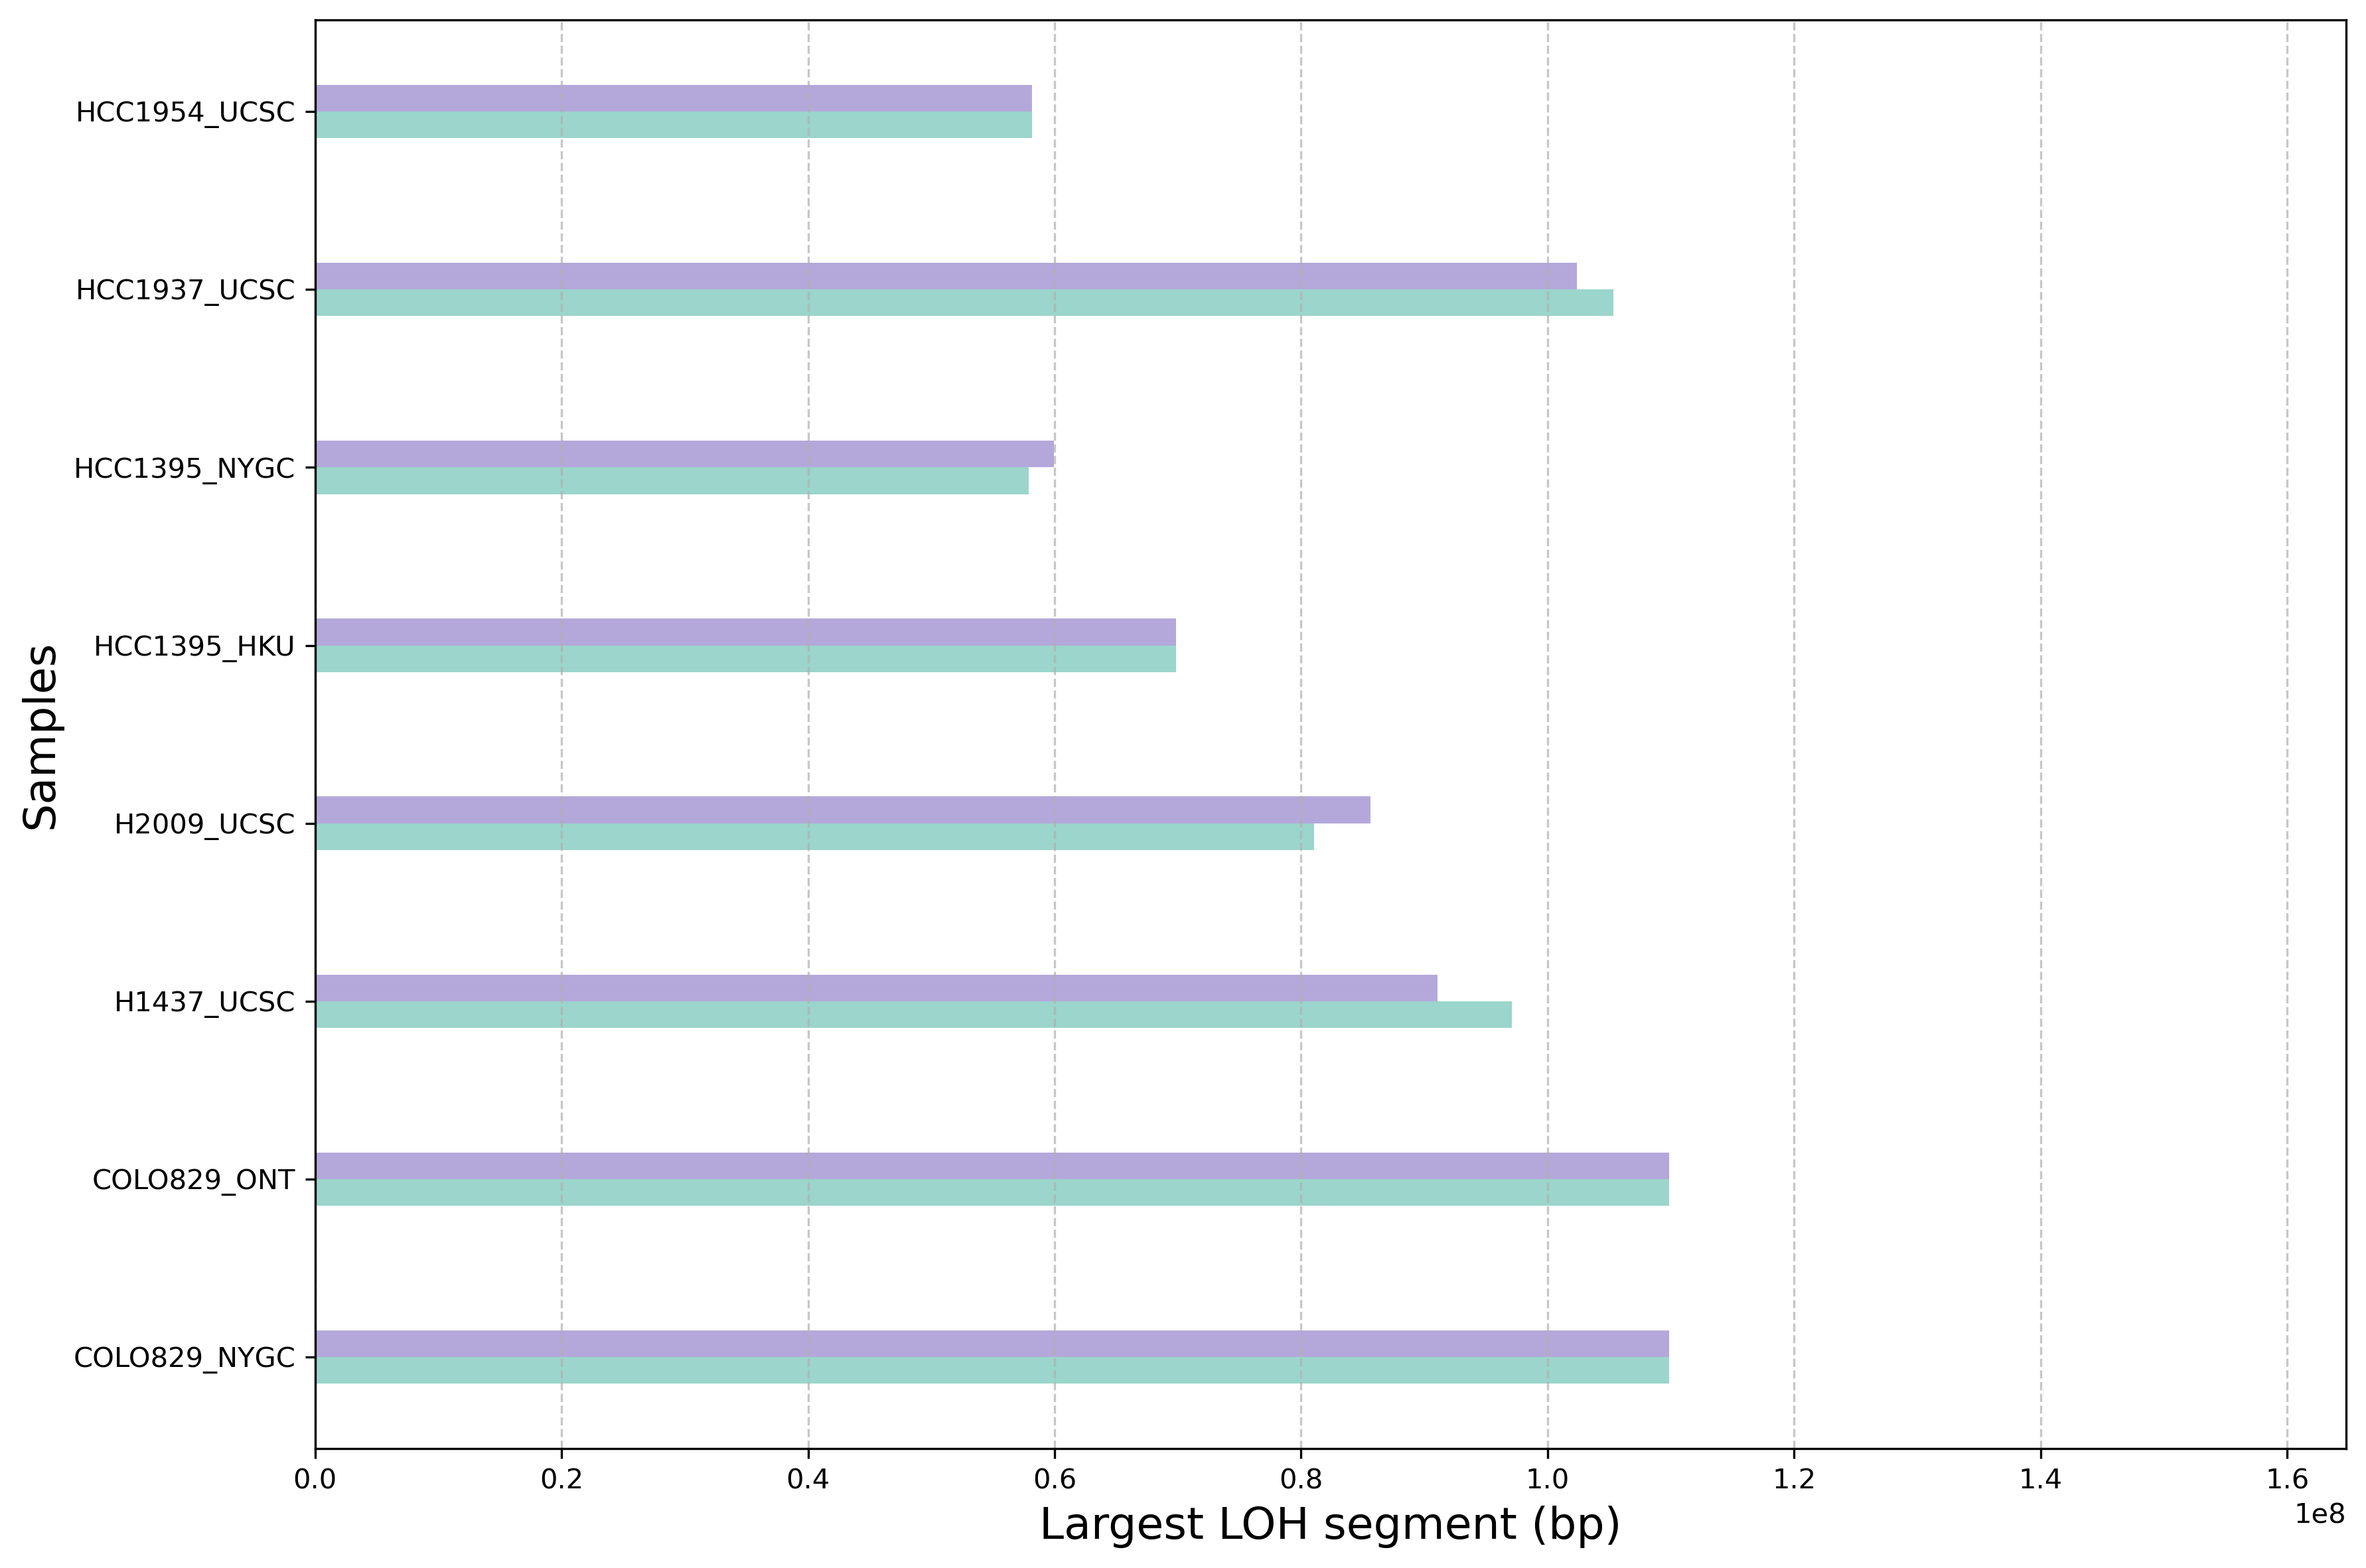 HCC1954_UCSC
HCC1937_UCSC
HCC1395_NYGC
HCC1395_HKU
H2009_UCSC
H1437_UCSC
COLO829_ONT
COLO829_NYGC
Samples
0.0 0.2 0.4 0.6 0.8 1.0 1.2 1.4 1.6
1e8
Largest LOH segment (bp)